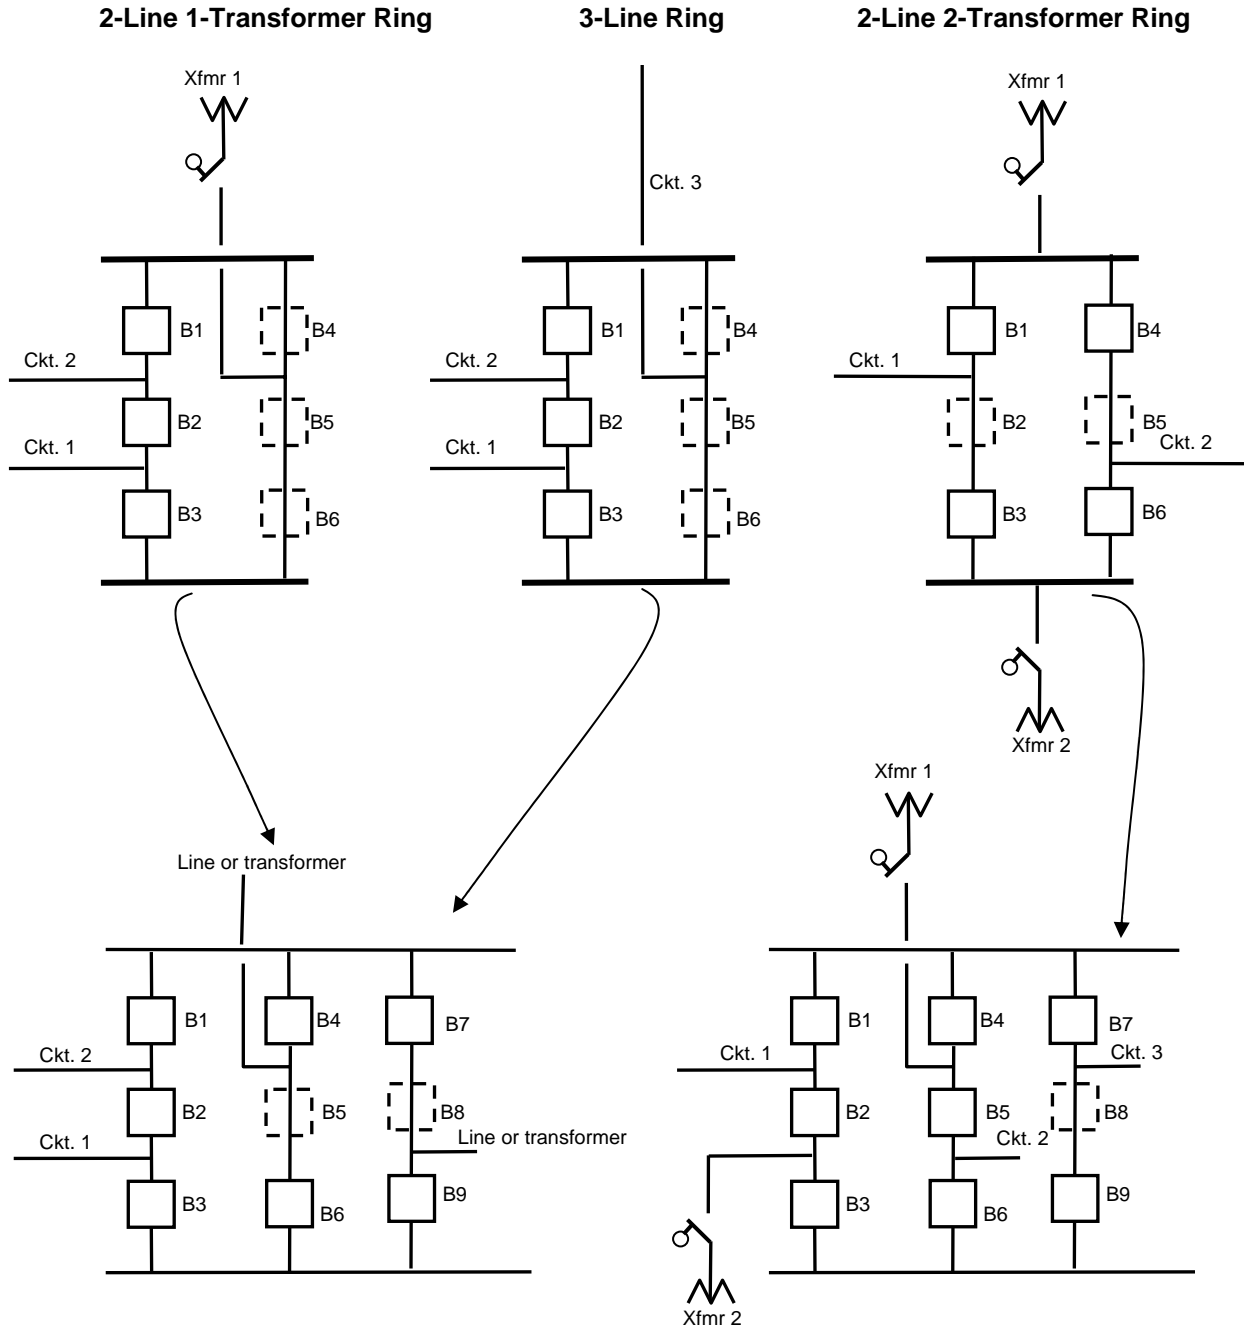 2-Line 1-Transformer Ring
3-Line Ring
2-Line 2-Transformer Ring
Xfmr 1
B1
B4
Ckt. 2
B2
B5
Ckt. 1
B3
B6
Ckt. 3
B1
B4
Ckt. 2
B2
B5
Ckt. 1
B3
B6
Xfmr 1
B1
B4
Ckt. 1
B2
B5
Ckt. 2
B3
B6
Xfmr 2
Line or transformer
B1
B4
B7
Ckt. 2
B2
B5
B8
Ckt. 1
Line or transformer
B3
B6
B9
Xfmr 1
B1
B4
B7
Ckt. 1
Ckt. 3
B2
B5
B8
Ckt. 2
B3
B6
B9
Xfmr 2